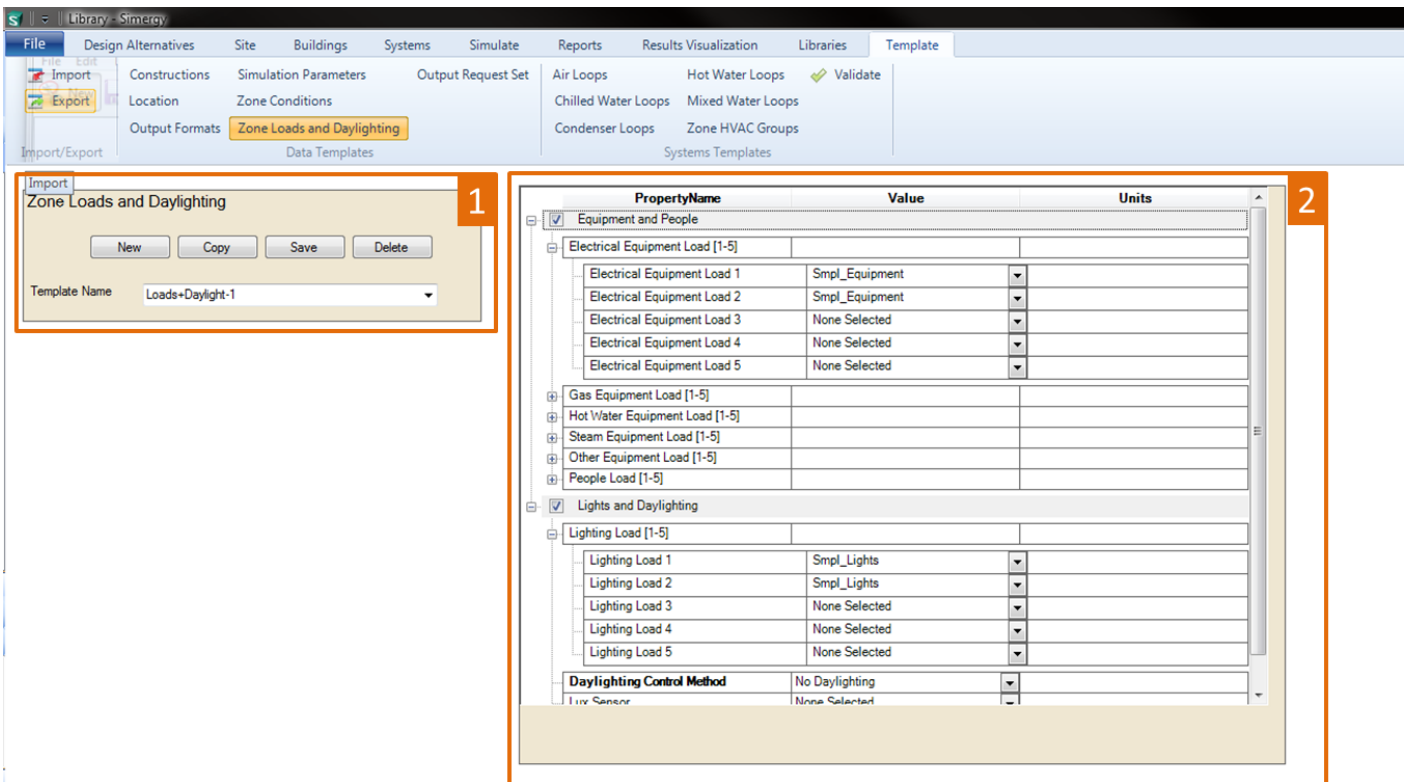 Library - Simergy
File Design Alternatives Site Buildings Systems Simulate Reports Results Visualization Libraries Template
File Edit
Import Constructions Simulation Parameters Output Request Set Air Loops Hot Water Loops Validate
New
Export Location Zone Conditions Chilled Water Loops Mixed Water Loops
Output Formats Zone Loads and Daylighting Condenser Loops Zone HVAC Groups
Import/Export Data Templates Systems Templates
Import
Zone Loads and Daylighting
1
New Copy Save Delete
Template Name Loads+Daylight-1
2
PropertyName Value Units
Equipment and People
Electrical Equipment Load [1-5]
Electrical Equipment Load 1 Smpl_Equipment
Electrical Equipment Load 2 Smpl_Equipment
Electrical Equipment Load 3 None Selected
Electrical Equipment Load 4 None Selected
Electrical Equipment Load 5 None Selected
Gas Equipment Load [1-5]
Hot Water Equipment Load [1-5]
Steam Equipment Load [1-5]
Other Equipment Load [1-5]
People Load [1-5]
Lights and Daylighting
Lighting Load [1-5]
Lighting Load 1 Smpl_Lights
Lighting Load 2 Smpl_Lights
Lighting Load 3 None Selected
Lighting Load 4 None Selected
Lighting Load 5 None Selected
Daylighting Control Method No Daylighting
Lux Sensor None Selected